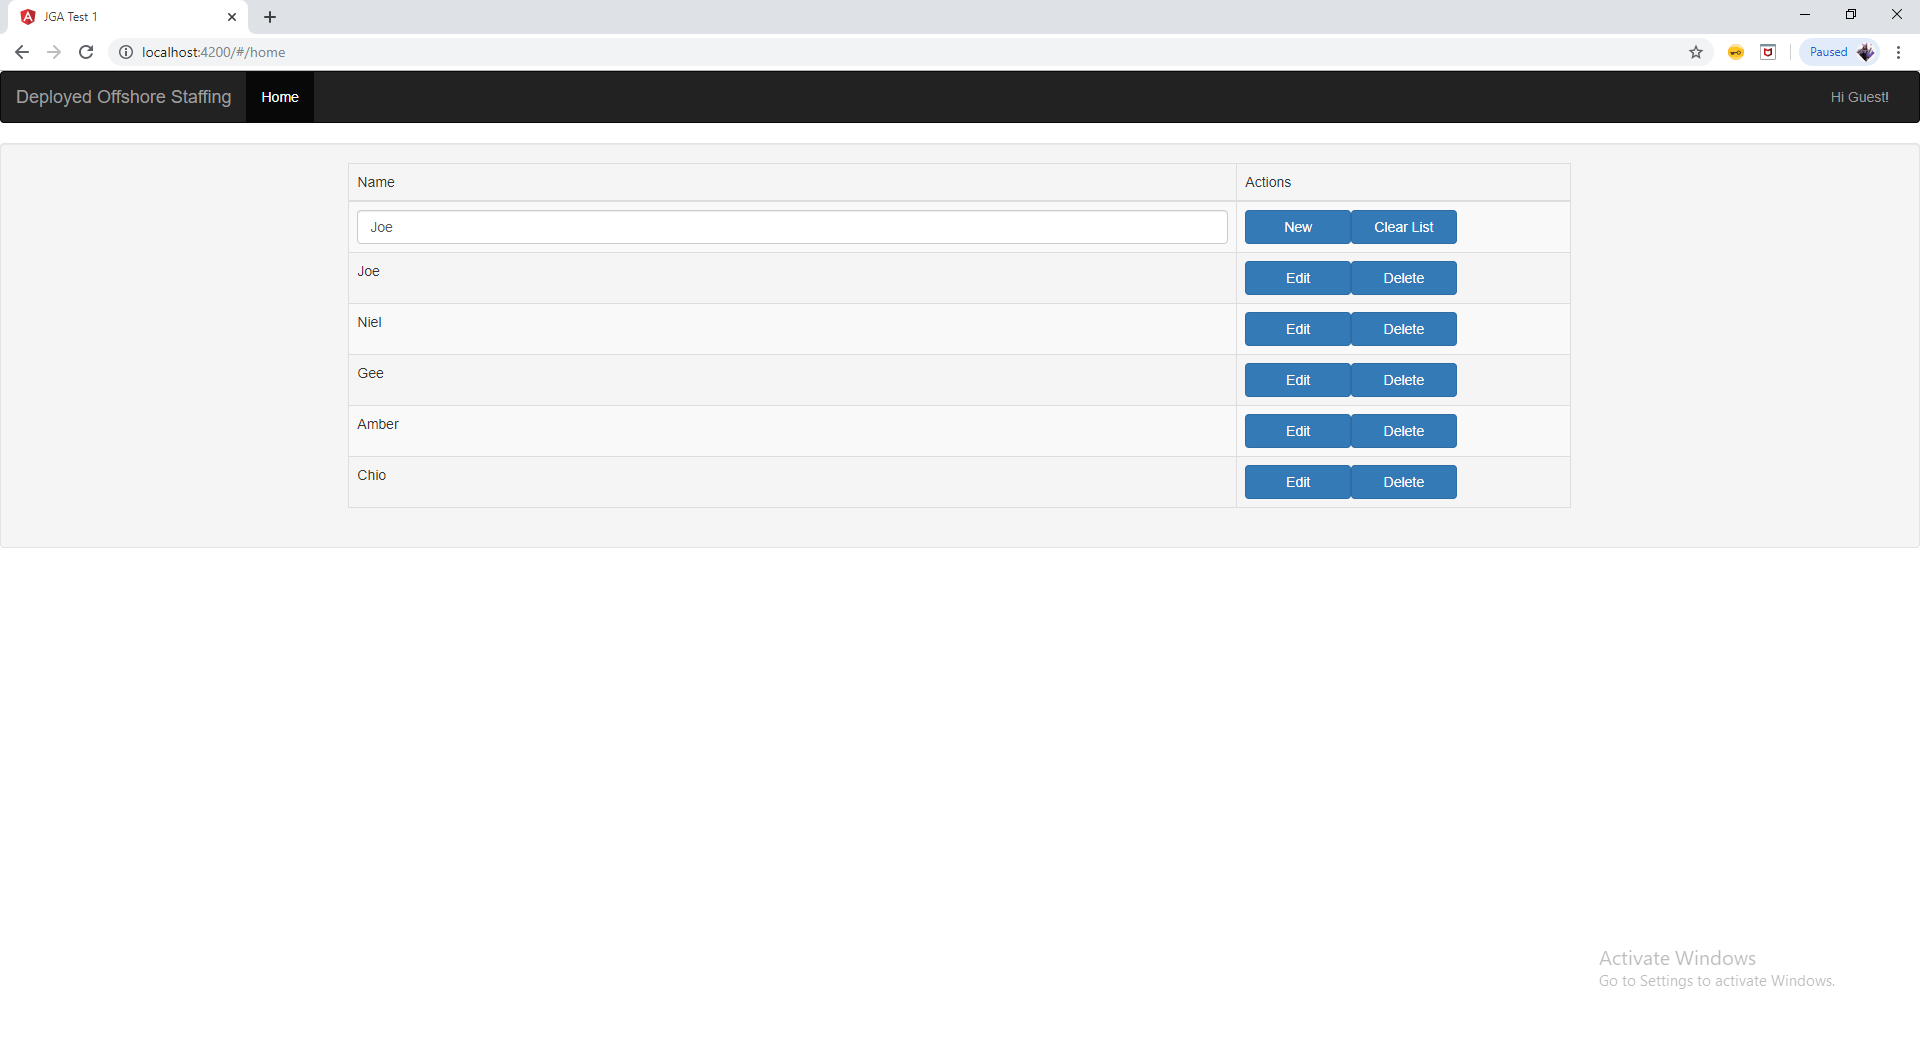 JGA Test 1
localhost:4200/#/home
Paused
Deployed Offshore Staffing Home Hi Guest!
Name Actions
Joe New Clear List
Joe Edit Delete
Niel Edit Delete
Gee Edit Delete
Amber Edit Delete
Chio Edit Delete
Activate Windows
Go to Settings to activate Windows.